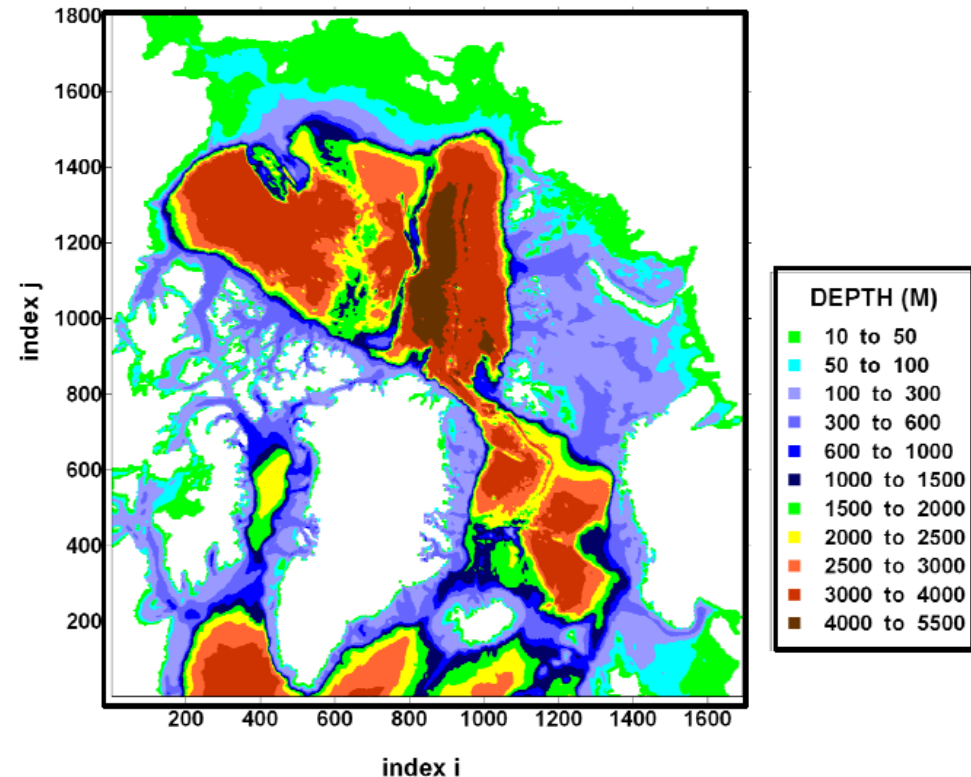 1800
1600
1400
1200
1000
800
600
400
200
index j
200 400 600 800 1000 1200 1400 1600
index i
DEPTH (M)
10 to 50
50 to 100
100 to 300
300 to 600
600 to 1000
1000 to 1500
1500 to 2000
2000 to 2500
2500 to 3000
3000 to 4000
4000 to 5500